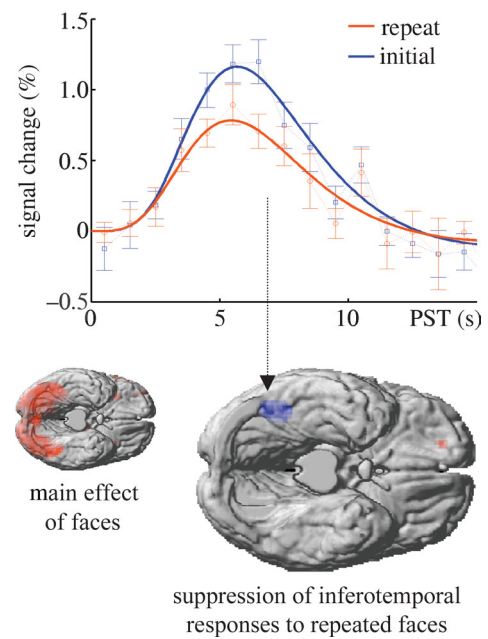 repeat
initial
signal change (%)
1.5
1.0
0.5
0
–0.5
0
5
10
PST (s)
main effect
of faces
suppression of inferotemporal
responses to repeated faces